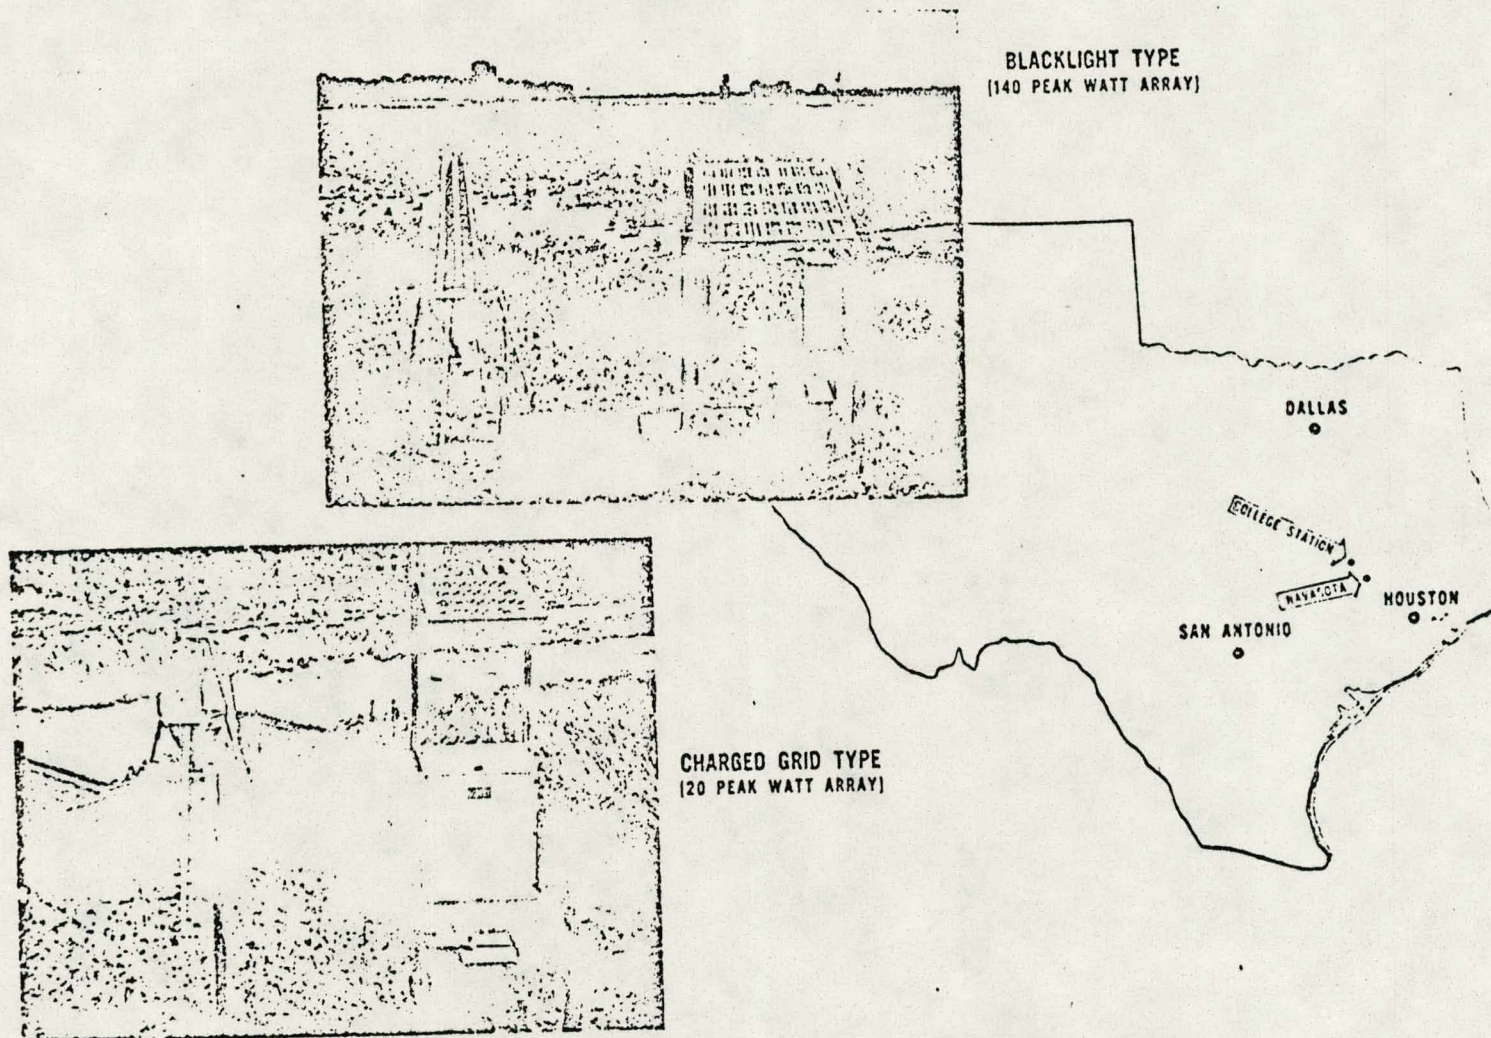 BLACKLIGHT TYPE
(140 PEAK WATT ARRAY)
DALLAS
COLLEGE STATION
NAVASOTA
HOUSTON
SAN ANTONIO
CHARGED GRID TYPE
(20 PEAK WATT ARRAY)